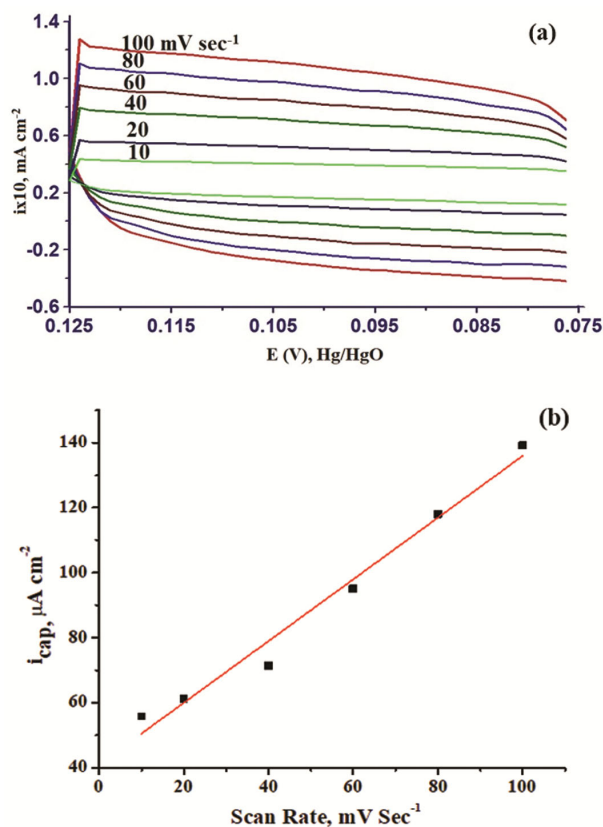 (a)
1.4
1.0
0.6
0.2
-0.2
-0.6
ix10, mA cm⁻²
100 mV sec⁻¹
80
60
40
20
10
0.125 0.115 0.105 0.095 0.085 0.075
E (V), Hg/HgO
(b)
140
120
100
80
60
40
i_cap, µA cm⁻²
0 20 40 60 80 100
Scan Rate, mV Sec⁻¹